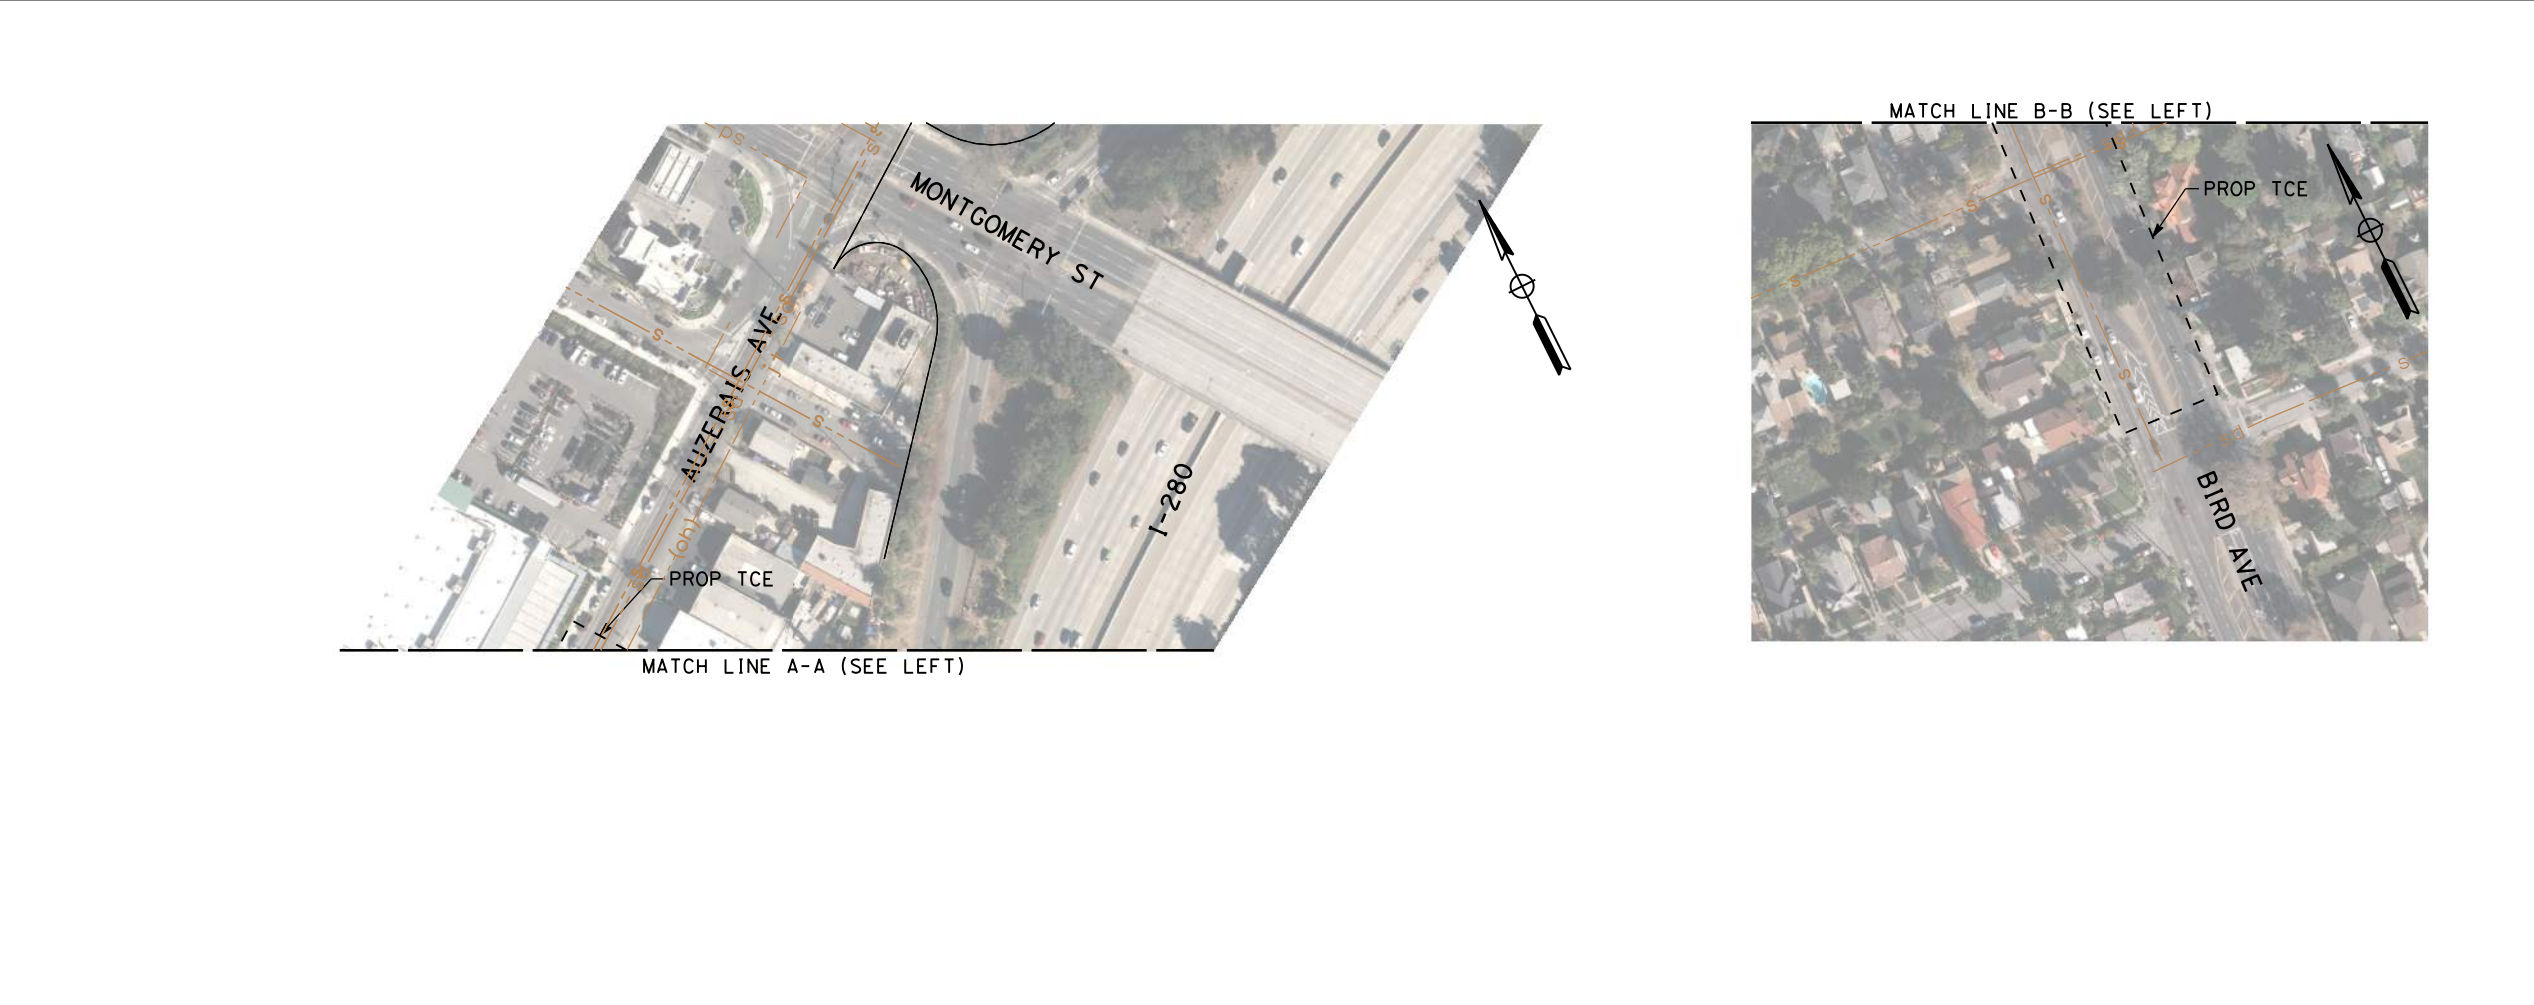 MATCH LINE B-B (SEE LEFT)
MONTGOMERY ST
PROP TCE
AUZERAIS AVE
I-280
BIRD AVE
PROP TCE
MATCH LINE A-A (SEE LEFT)
S
S
S
S
S
S
(oh)